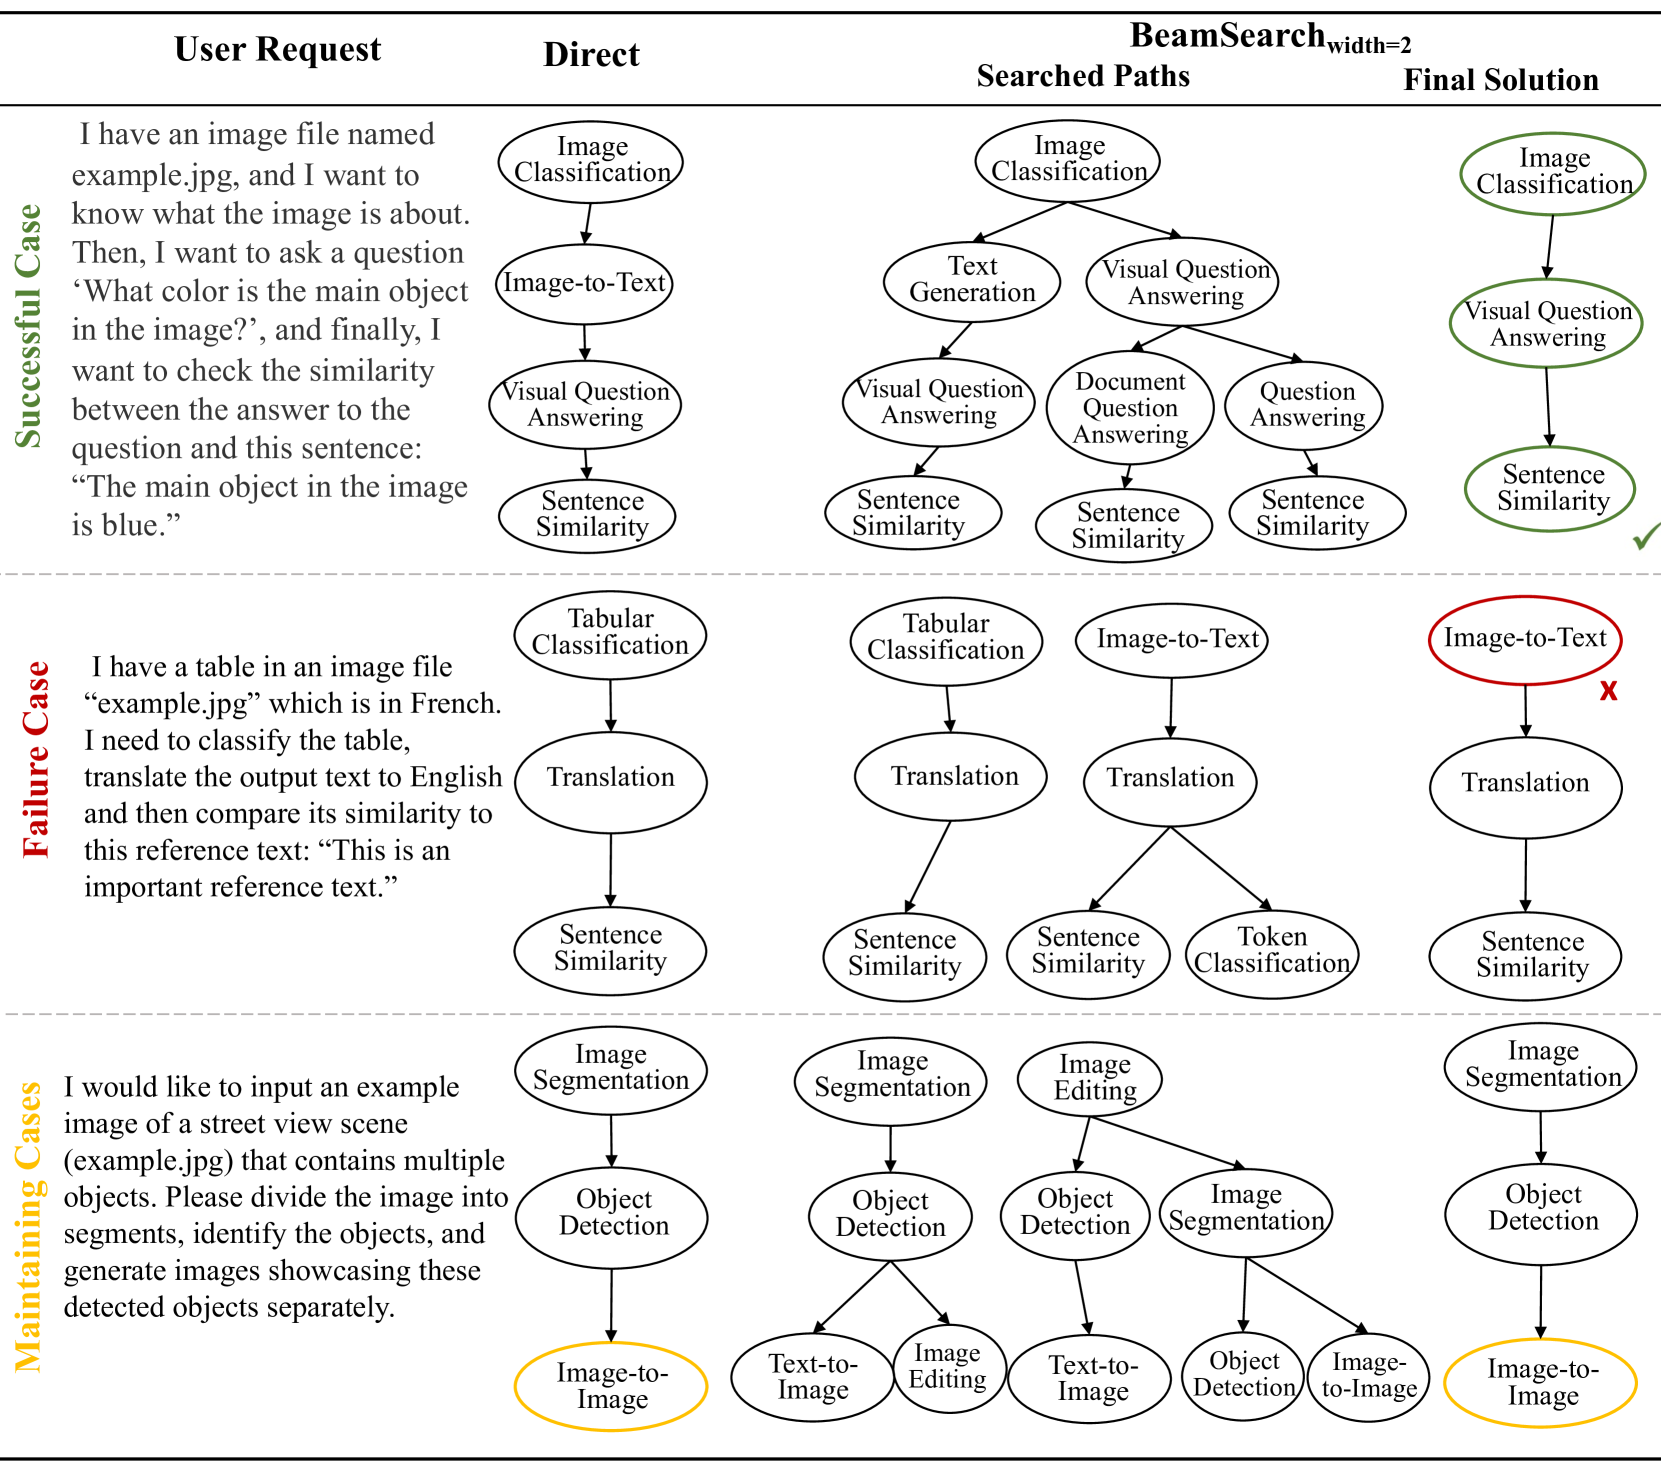 User Request
Direct
BeamSearch width=2
Searched Paths
Final Solution
Successful Case
I have an image file named
example.jpg, and I want to
know what the image is about.
Then, I want to ask a question
‘What color is the main object
in the image?’, and finally, I
want to check the similarity
between the answer to the
question and this sentence:
“The main object in the image
is blue.”
Image
Classification
Image-to-Text
Visual Question
Answering
Sentence
Similarity
Image
Classification
Text
Generation
Visual Question
Answering
Visual Question
Answering
Document
Question
Answering
Question
Answering
Sentence
Similarity
Sentence
Similarity
Sentence
Similarity
Image
Classification
Visual Question
Answering
Sentence
Similarity
Failure Case
I have a table in an image file
“example.jpg” which is in French.
I need to classify the table,
translate the output text to English
and then compare its similarity to
this reference text: “This is an
important reference text.”
Tabular
Classification
Translation
Sentence
Similarity
Tabular
Classification
Image-to-Text
Translation
Translation
Sentence
Similarity
Sentence
Similarity
Token
Classification
Image-to-Text
x
Translation
Sentence
Similarity
Maintaining Cases
I would like to input an example
image of a street view scene
(example.jpg) that contains multiple
objects. Please divide the image into
segments, identify the objects, and
generate images showcasing these
detected objects separately.
Image
Segmentation
Object
Detection
Image-to-
Image
Image
Segmentation
Image
Editing
Object
Detection
Object
Detection
Image
Segmentation
Text-to-
Image
Image
Editing
Text-to-
Image
Object
Detection
Image-
to-Image
Image
Segmentation
Object
Detection
Image-to-
Image